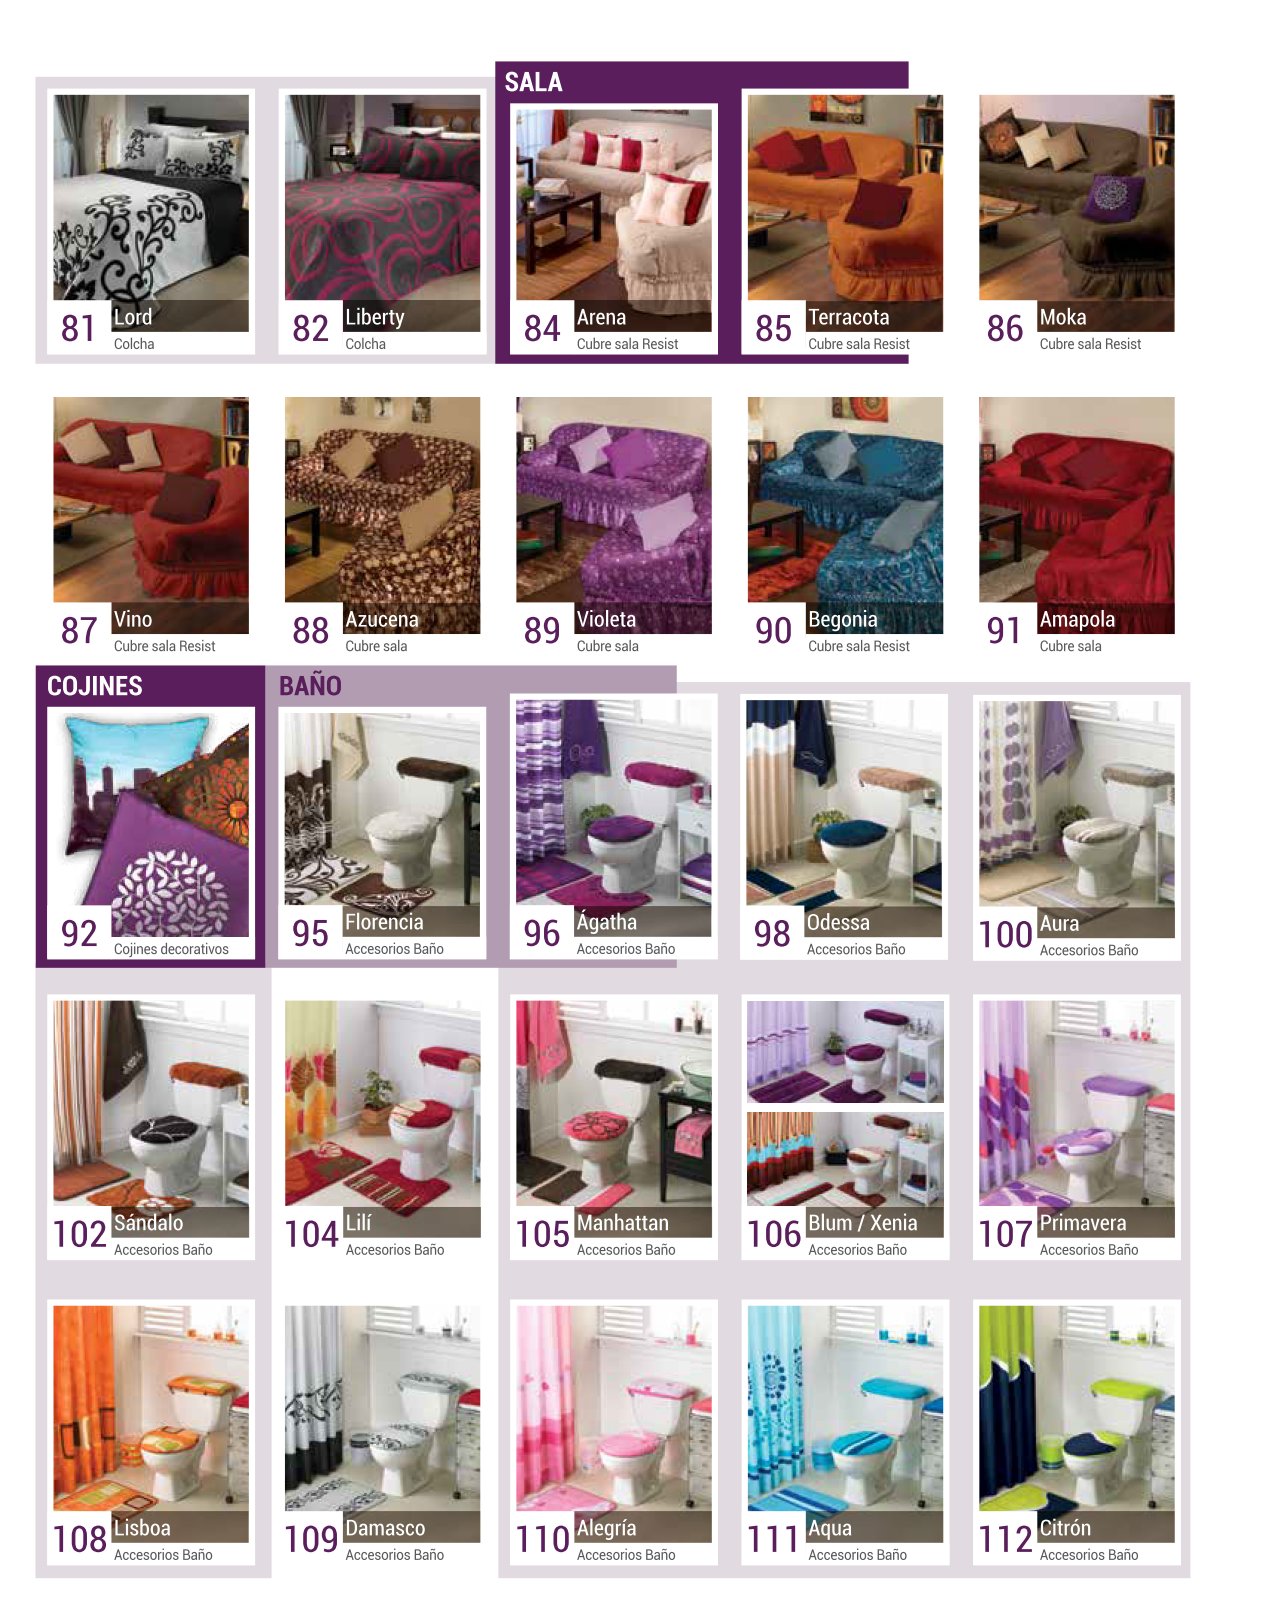 SALA
81 Lord
Colcha
82 Liberty
Colcha
84 Arena
Cubre sala Resist
85 Terracota
Cubre sala Resist
86 Moka
Cubre sala Resist
87 Vino
Cubre sala Resist
88 Azucena
Cubre sala
89 Violeta
Cubre sala
90 Begonia
Cubre sala Resist
91 Amapola
Cubre sala
COJINES
92
Cojines decorativos
BAÑO
95 Florencia
Accesorios Baño
96 Ágatha
Accesorios Baño
98 Odessa
Accesorios Baño
100 Aura
Accesorios Baño
102 Sándalo
Accesorios Baño
104 Lilí
Accesorios Baño
105 Manhattan
Accesorios Baño
106 Blum / Xenia
Accesorios Baño
107 Primavera
Accesorios Baño
108 Lisboa
Accesorios Baño
109 Damasco
Accesorios Baño
110 Alegría
Accesorios Baño
111 Aqua
Accesorios Baño
112 Citrón
Accesorios Baño